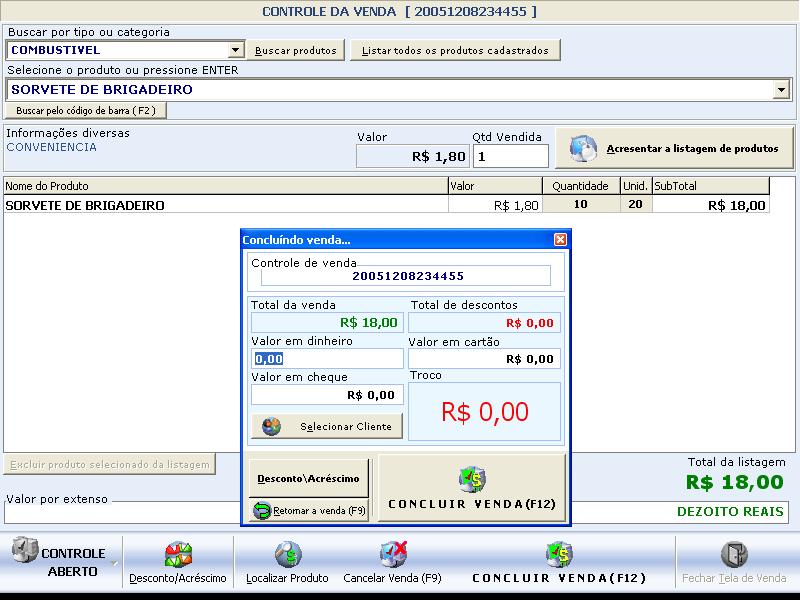 CONTROLE DA VENDA [ 20051208234455 ]
Buscar por tipo ou categoria
COMBUSTIVEL
Buscar produtos
Listar todos os produtos cadastrados
Selecione o produto ou pressione ENTER
SORVETE DE BRIGADEIRO
Buscar pelo código de barra ( F2 )
Informações diversas
CONVENIENCIA
Valor
R$ 1,80
Qtd Vendida
1
Acresentar a listagem de produtos
Nome do Produto Valor Quantidade Unid. SubTotal
SORVETE DE BRIGADEIRO R$ 1,80 10 20 R$ 18,00
Concluíndo venda...
Controle de venda
20051208234455
Total da venda
R$ 18,00
Total de descontos
R$ 0,00
Valor em dinheiro
0,00
Valor em cartão
R$ 0,00
Valor em cheque
R$ 0,00
Troco
R$ 0,00
Selecionar Cliente
Desconto\Acréscimo
Retornar a venda (F9)
CONCLUIR VENDA(F12)
Excluir produto selecionado da listagem
Total da listagem
R$ 18,00
Valor por extenso
DEZOITO REAIS
CONTROLE
ABERTO
Desconto/Acréscimo
Localizar Produto
Cancelar Venda (F9)
CONCLUIR VENDA(F12)
Fechar Tela de Venda